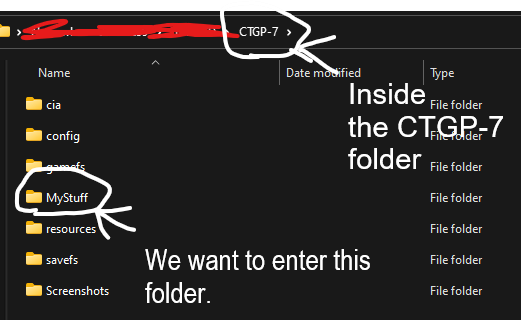 CTGP-7
Name Date modified Type
Inside
the CTGP-7
folder
cia File folder
config File folder
gamefs File folder
MyStuff File folder
resources File folder
savefs File folder
Screenshots File folder
We want to enter this
folder.